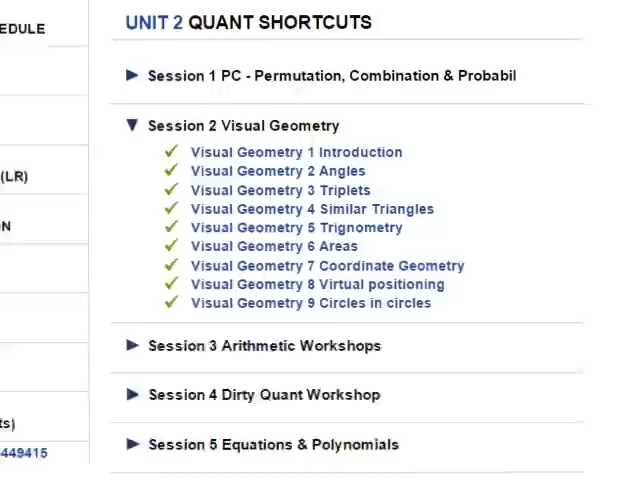 EDULE
(LR)
N
ts)
449415
UNIT 2 QUANT SHORTCUTS
Session 1 PC - Permutation, Combination & Probabil
Session 2 Visual Geometry
Visual Geometry 1 Introduction
Visual Geometry 2 Angles
Visual Geometry 3 Triplets
Visual Geometry 4 Similar Triangles
Visual Geometry 5 Trignometry
Visual Geometry 6 Areas
Visual Geometry 7 Coordinate Geometry
Visual Geometry 8 Virtual positioning
Visual Geometry 9 Circles in circles
Session 3 Arithmetic Workshops
Session 4 Dirty Quant Workshop
Session 5 Equations & Polynomials